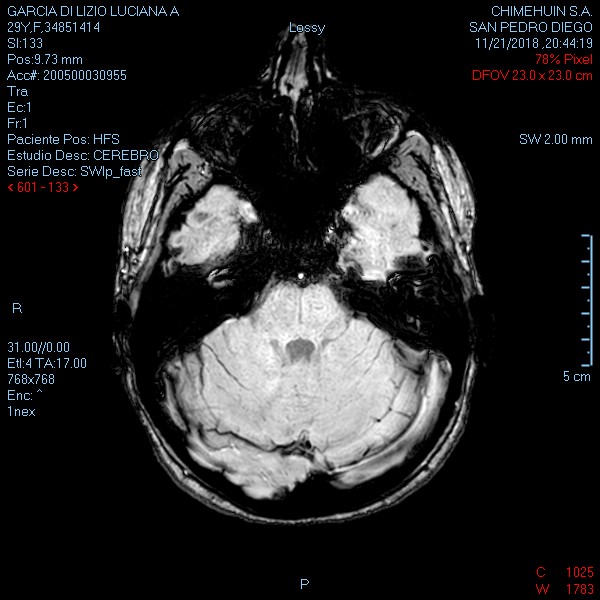 GARCIA DI LIZIO LUCIANA A
29Y,F,34851414
Sl:133
Pos:9.73 mm
Acc#: 200500030955
Tra
Ec:1
Fr:1
Paciente Pos: HFS
Estudio Desc: CEREBRO
Serie Desc: SWIp_fast
< 601 - 133 >
Lossy
CHIMEHUIN S.A.
SAN PEDRO DIEGO
11/21/2018 ,20:44:19
78% Pixel
DFOV 23.0 x 23.0 cm
SW 2.00 mm
R
31.00//0.00
Etl:4 TA:17.00
768x768
Enc: ^
1nex
5 cm
P
C 1025
W 1783